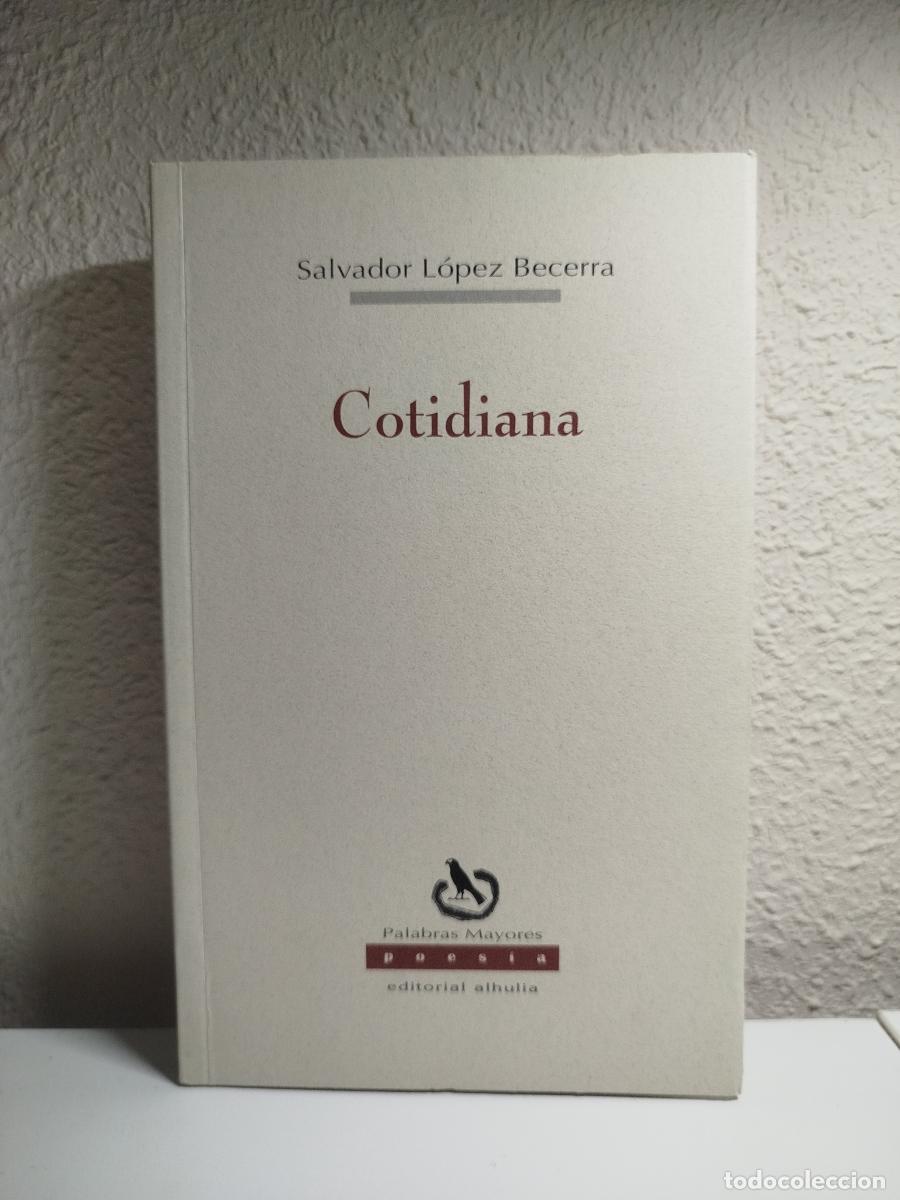 Salvador López Becerra
Cotidiana
Palabras Mayores
poesía
editorial alhulia
todocoleccion